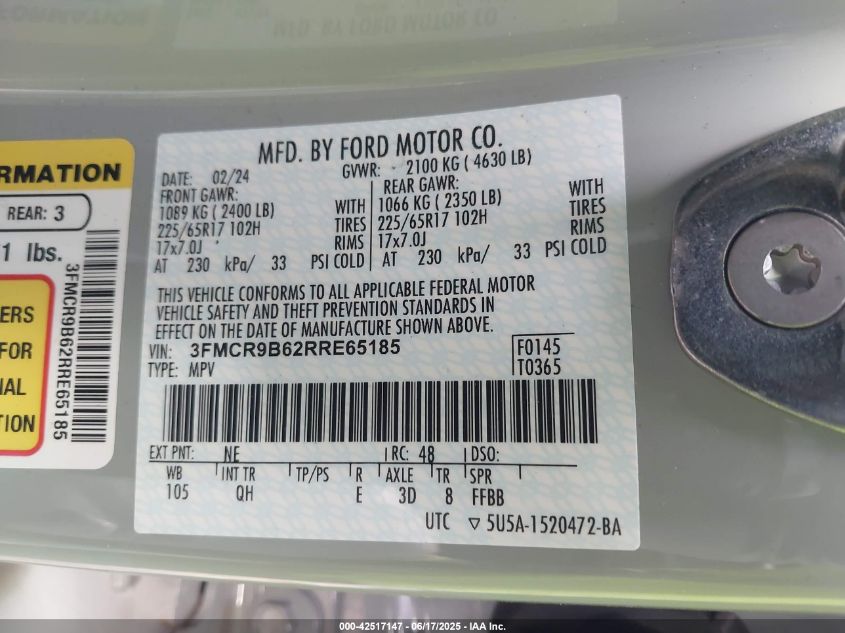 MFD. BY FORD MOTOR CO.
DATE: 02/24 GVWR: 2100 KG ( 4630 LB)
FRONT GAWR: REAR GAWR:
1089 KG ( 2400 LB) WITH 1066 KG ( 2350 LB) WITH
225/65R17 102H TIRES 225/65R17 102H TIRES
17x7.0J RIMS 17x7.0J RIMS
AT 230 kPa/ 33 PSI COLD AT 230 kPa/ 33 PSI COLD
THIS VEHICLE CONFORMS TO ALL APPLICABLE FEDERAL MOTOR
VEHICLE SAFETY AND THEFT PREVENTION STANDARDS IN
EFFECT ON THE DATE OF MANUFACTURE SHOWN ABOVE.
VIN: 3FMCR9B62RRE65185 F0145
TYPE: MPV T0365
EXT PNT: NE RC: 48 DSO:
WB INT TR TP/PS R AXLE TR SPR
105 QH E 3D 8 FFBB
UTC ▽ 5U5A-1520472-BA
RMATION
REAR: 3
1 lbs.
3FMCR9B62RRE65185
ERS
FOR
IAL
TION
000-42517147 - 06/17/2025 - IAA Inc.